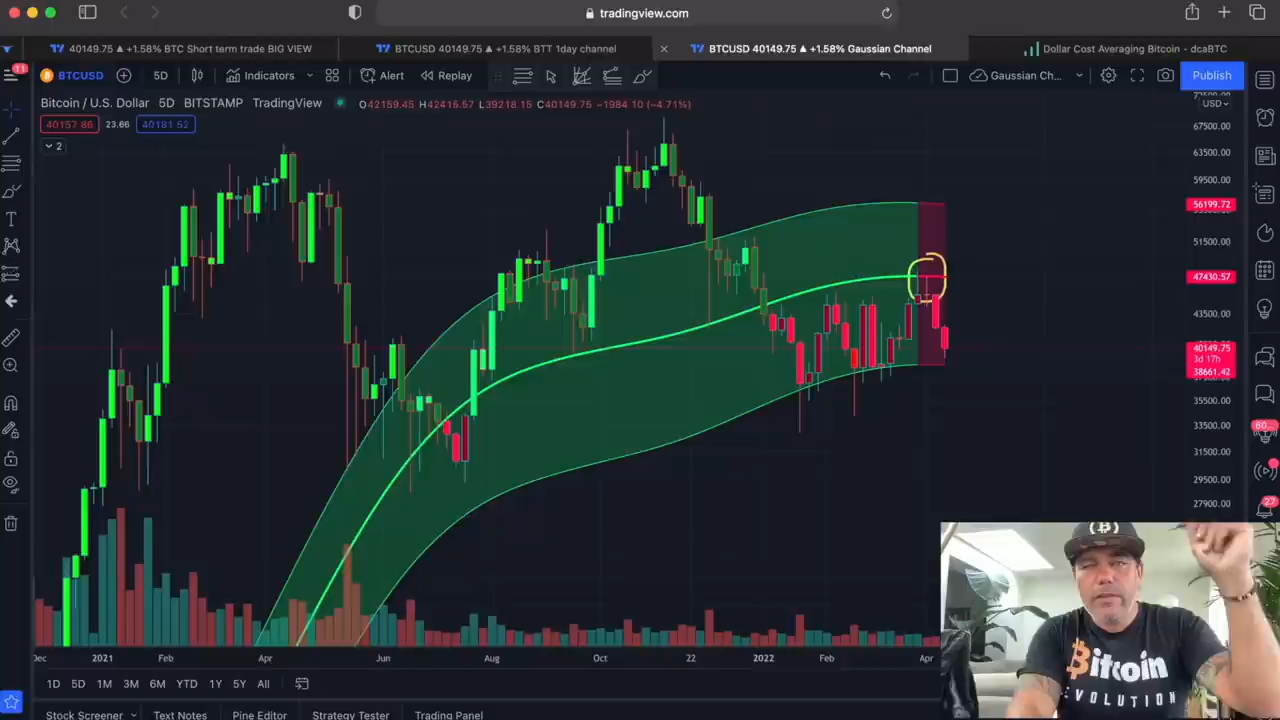 tradingview.com
40149.75 ▲ +1.58% BTC Short term trade BIG VIEW
BTCUSD 40149.75 ▲ +1.58% BTT 1day channel
BTCUSD 40149.75 ▲ +1.58% Gaussian Channel
Dollar Cost Averaging Bitcoin - dcaBTC
11
BTCUSD
5D
Indicators
Alert
Replay
Gaussian Ch...
Publish
Bitcoin / U.S. Dollar 5D BITSTAMP TradingView
O42159.45 H42415.57 L39218.15 C40149.75 −1984.10 (−4.71%)
USD
40157.86 23.66 40181.52
2
67500.00
63500.00
59500.00
56199.72
51500.00
47430.57
43500.00
40149.75
3d 17h
38661.42
35500.00
33500.00
31500.00
29500.00
27900.00
60...
27
Dec 2021 Feb Apr Jun Aug Oct 22 2022 Feb Apr
1D 5D 1M 3M 6M YTD 1Y 5Y All
Stock Screener Text Notes Pine Editor Strategy Tester Trading Panel
Bitcoin
EVOLUTION